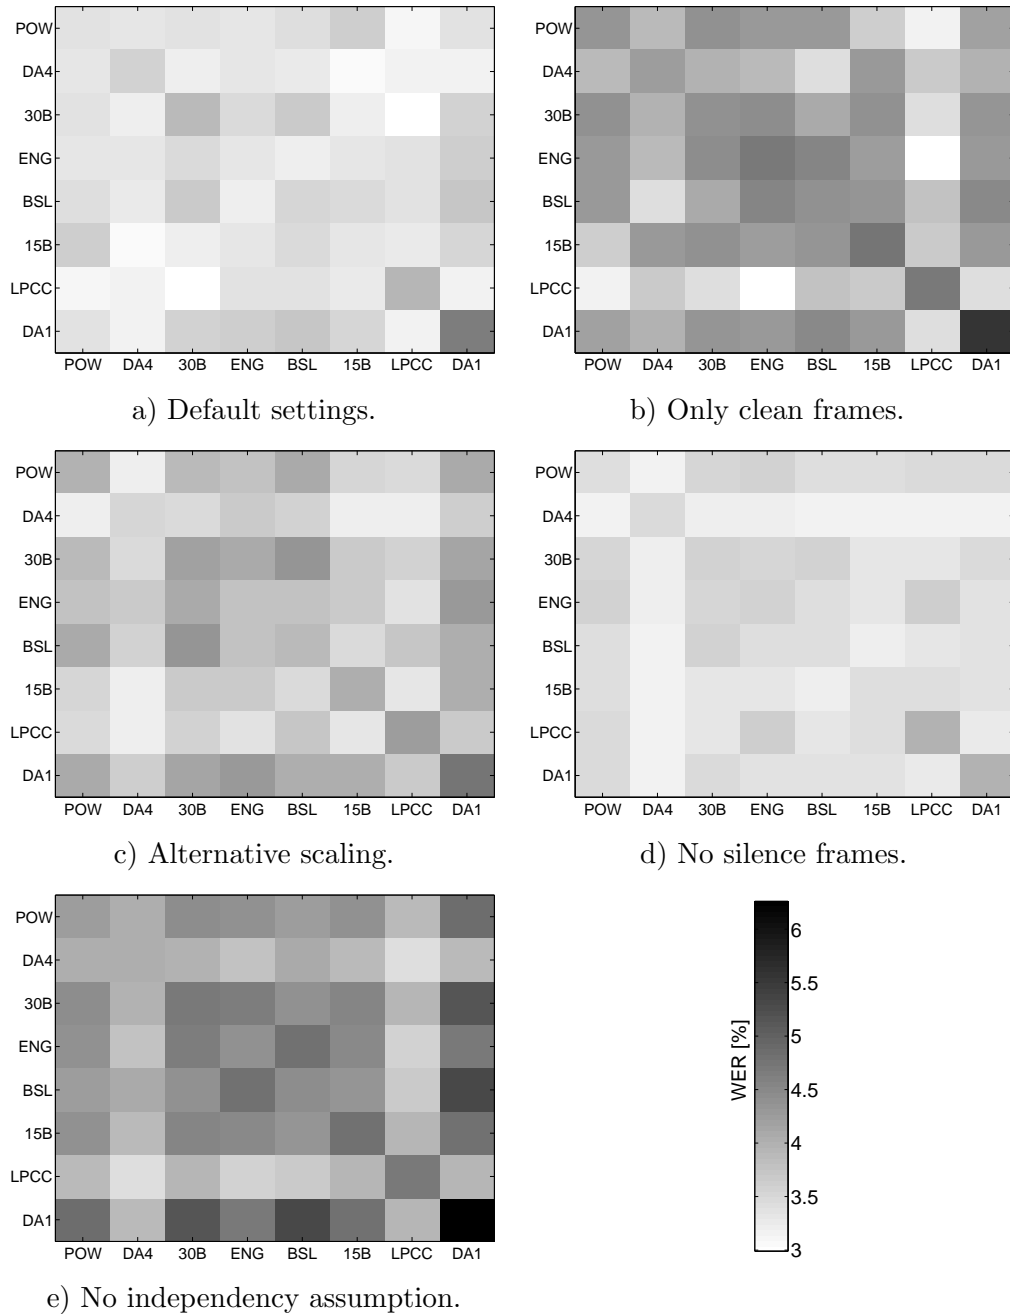 POW
DA4
30B
ENG
BSL
15B
LPCC
DA1
POW DA4 30B ENG BSL 15B LPCC DA1
a) Default settings.
POW
DA4
30B
ENG
BSL
15B
LPCC
DA1
POW DA4 30B ENG BSL 15B LPCC DA1
b) Only clean frames.
POW
DA4
30B
ENG
BSL
15B
LPCC
DA1
POW DA4 30B ENG BSL 15B LPCC DA1
c) Alternative scaling.
POW
DA4
30B
ENG
BSL
15B
LPCC
DA1
POW DA4 30B ENG BSL 15B LPCC DA1
d) No silence frames.
POW
DA4
30B
ENG
BSL
15B
LPCC
DA1
POW DA4 30B ENG BSL 15B LPCC DA1
e) No independency assumption.
WER [%]
6
5.5
5
4.5
4
3.5
3